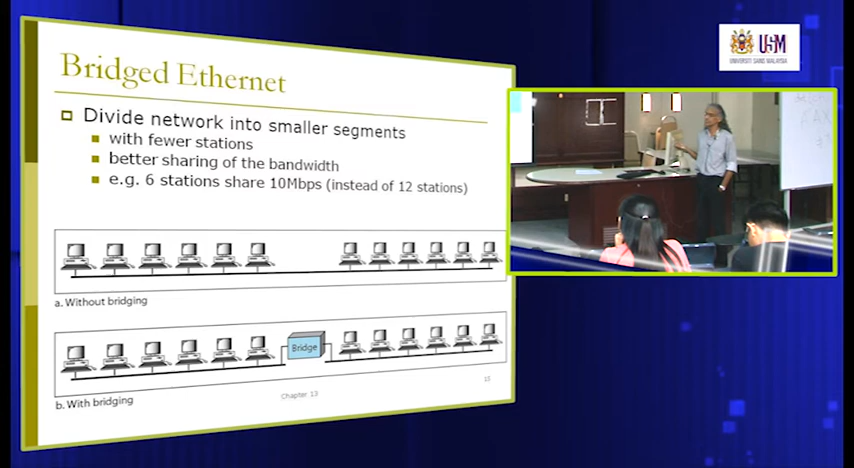 Bridged Ethernet
Divide network into smaller segments
with fewer stations
better sharing of the bandwidth
e.g. 6 stations share 10Mbps (instead of 12 stations)
a. Without bridging
Bridge
b. With bridging
Chapter 13
15
USM
UNIVERSITI SAINS MALAYSIA